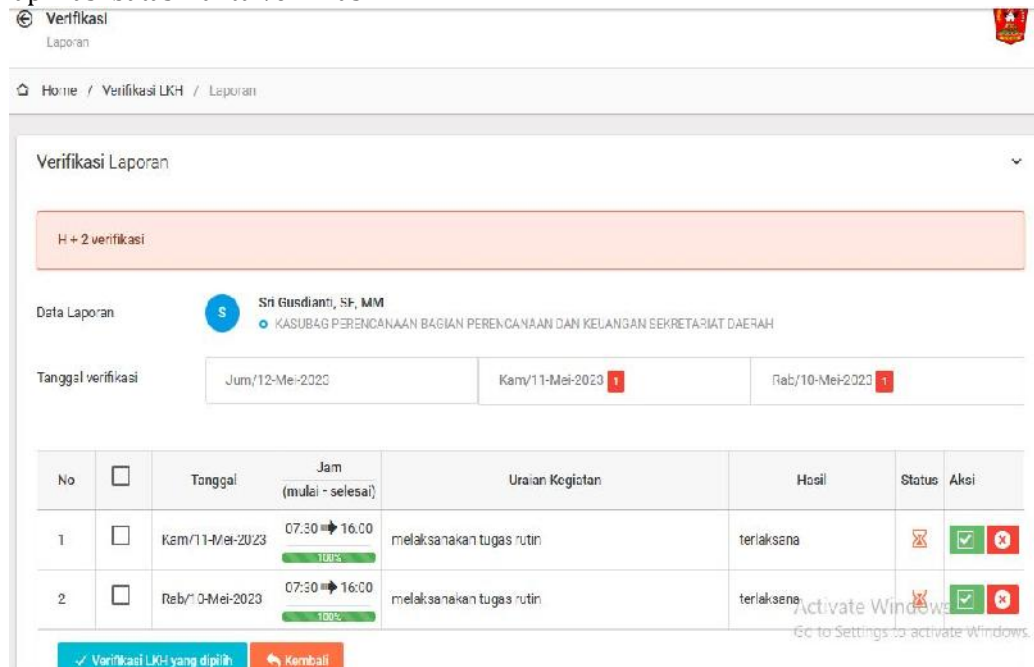 Verifikasi
Laporan
Home / Verifikasi LKH / Laporan
Verifikasi Laporan
H + 2 verifikasi
Data Laporan
S
Sri Gusdianti, SE, MM
KASUBAG PERENCANAAN BAGIAN PERENCANAAN DAN KEUANGAN SEKRETARIAT DAERAH
Tanggal verifikasi
Jum/12-Mei-2023 Kam/11-Mei-2023 1 Rab/10-Mei-2023 1
No Tanggal Jam (mulai - selesai) Uraian Kegiatan Hasil Status Aksi
1 Kam/11-Mei-2023 07:30 16:00 melaksanakan tugas rutin terlaksana
100%
2 Rab/10-Mei-2023 07:30 16:00 melaksanakan tugas rutin terlaksana
100%
Activate Windows
Go to Settings to activate Windows.
Verifikasi LKH yang dipilih Kembali